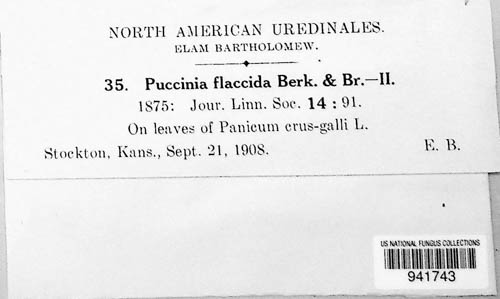 NORTH AMERICAN UREDINALES.
ELAM BARTHOLOMEW.
35. Puccinia flaccida Berk. & Br.—II.
1875: Jour. Linn. Soc. 14 : 91.
On leaves of Panicum crus-galli L.
Stockton, Kans., Sept. 21, 1908. E. B.
US NATIONAL FUNGUS COLLECTIONS
941743